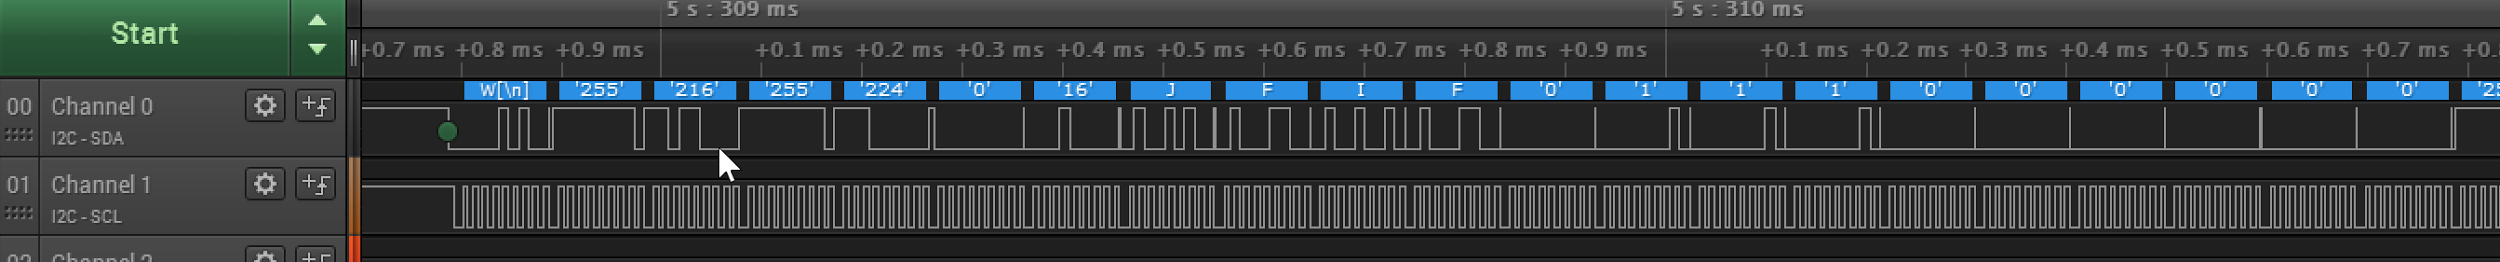 5 s : 309 ms 5 s : 310 ms
Start
+0.7 ms +0.8 ms +0.9 ms +0.1 ms +0.2 ms +0.3 ms +0.4 ms +0.5 ms +0.6 ms +0.7 ms +0.8 ms +0.9 ms +0.1 ms +0.2 ms +0.3 ms +0.4 ms +0.5 ms +0.6 ms +0.7 ms
W[\n] '255' '216' '255' '224' '0' '16' J F I F '0' '1' '1' '1' '0' '0' '0' '0' '0' '0'
00 Channel 0
I2C - SDA
01 Channel 1
I2C - SCL
02 Channel 2